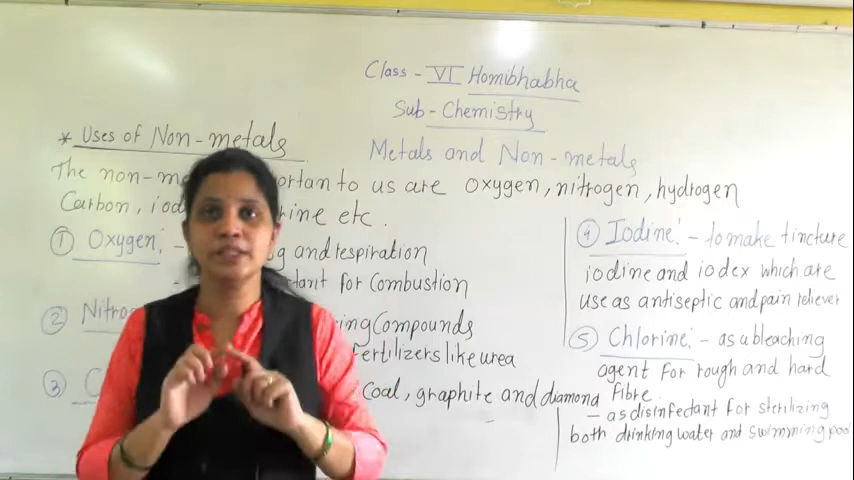 Class - VI Homibhabha
Sub - Chemistry
Metals and Non-metals
* Uses of Non-metals
The non-me ortan to us are oxygen, nitrogen, hydrogen
Carbon, iod rine etc.
① Oxygen: - g and respiration
- tant for Combustion
② Nitro ing Compounds
Fertilizers like urea
③ C Coal, graphite and diamond
④ Iodine: - to make tincture
iodine and iodex which are
use as antiseptic and pain reliever
⑤ Chlorine: - as a bleaching
agent for rough and hard
Fibre.
- as disinfectant for sterilizing
both drinking water and swimming poo